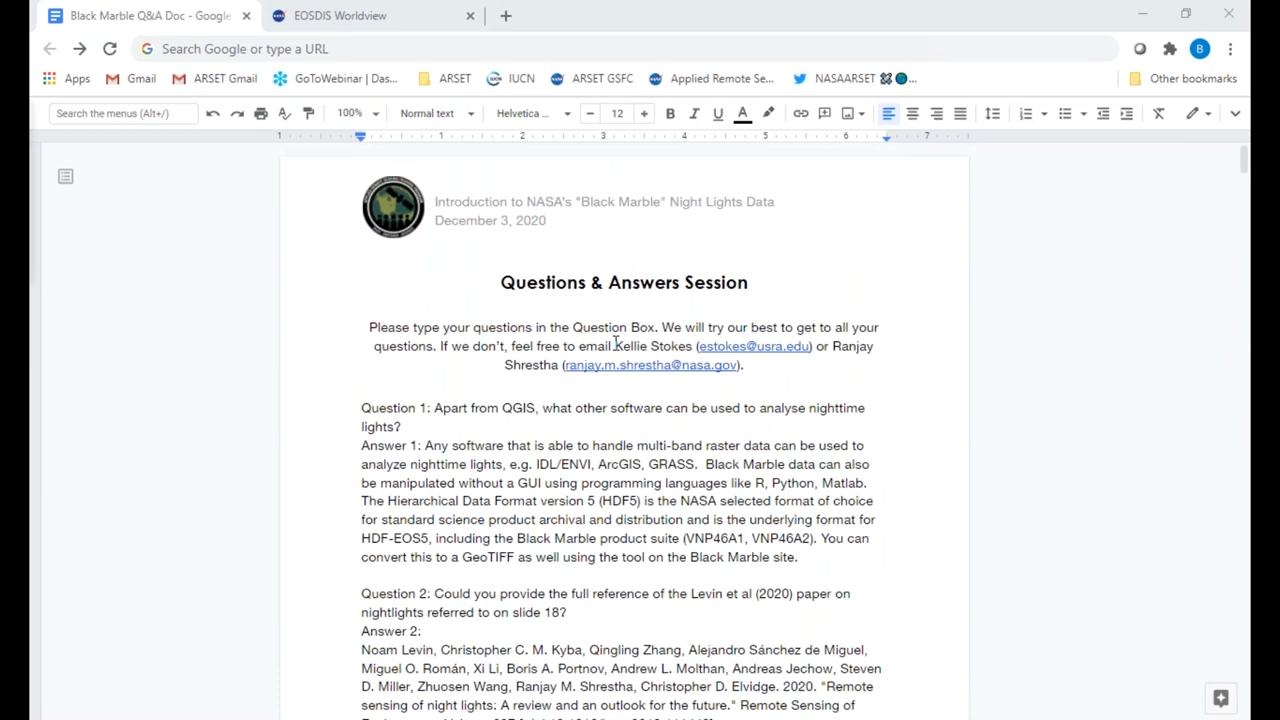 Black Marble Q&A Doc - Google
EOSDIS Worldview
Search Google or type a URL
B
Apps
Gmail
ARSET Gmail
GoToWebinar | Das...
ARSET
IUCN
ARSET GSFC
Applied Remote Se...
NASAARSET
Other bookmarks
Search the menus (Alt+/)
100%
Normal text
Helvetica ...
12
B I U A
1 1 2 3 4 5 6 7
Introduction to NASA's "Black Marble" Night Lights Data
December 3, 2020
Questions & Answers Session
Please type your questions in the Question Box. We will try our best to get to all your
questions. If we don't, feel free to email Kellie Stokes (estokes@usra.edu) or Ranjay
Shrestha (ranjay.m.shrestha@nasa.gov).
Question 1: Apart from QGIS, what other software can be used to analyse nighttime
lights?
Answer 1: Any software that is able to handle multi-band raster data can be used to
analyze nighttime lights, e.g. IDL/ENVI, ArcGIS, GRASS. Black Marble data can also
be manipulated without a GUI using programming languages like R, Python, Matlab.
The Hierarchical Data Format version 5 (HDF5) is the NASA selected format of choice
for standard science product archival and distribution and is the underlying format for
HDF-EOS5, including the Black Marble product suite (VNP46A1, VNP46A2). You can
convert this to a GeoTIFF as well using the tool on the Black Marble site.
Question 2: Could you provide the full reference of the Levin et al (2020) paper on
nightlights referred to on slide 18?
Answer 2:
Noam Levin, Christopher C. M. Kyba, Qingling Zhang, Alejandro Sánchez de Miguel,
Miguel O. Román, Xi Li, Boris A. Portnov, Andrew L. Molthan, Andreas Jechow, Steven
D. Miller, Zhuosen Wang, Ranjay M. Shrestha, Christopher D. Elvidge. 2020. "Remote
sensing of night lights: A review and an outlook for the future." Remote Sensing of